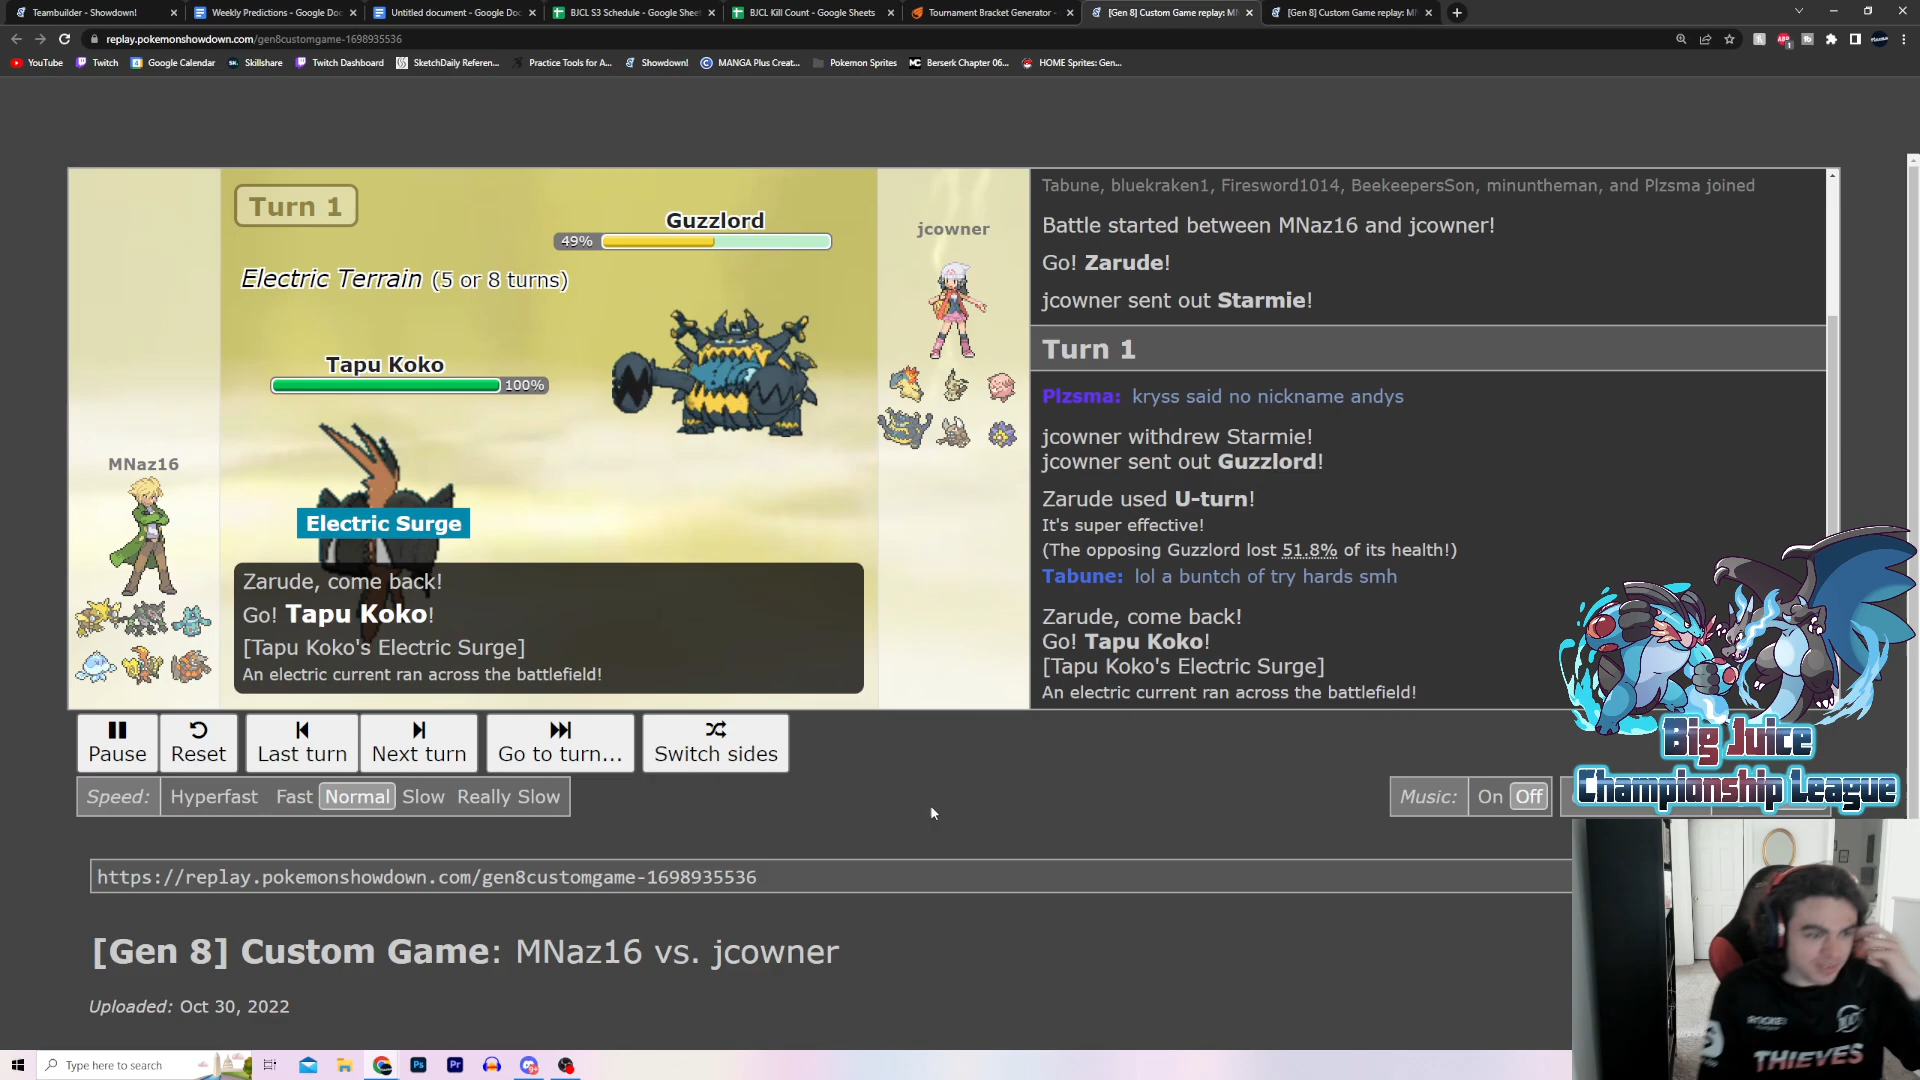 Teambuilder - Showdown!
Weekly Predictions - Google Doc
Untitled document - Google Doc
BJCL S3 Schedule - Google Sheet
BJCL Kill Count - Google Sheets
Tournament Bracket Generator -
[Gen 8] Custom Game replay: MN
[Gen 8] Custom Game replay: MN
replay.pokemonshowdown.com/gen8customgame-1698935536
YouTube
Twitch
Google Calendar
Skillshare
Twitch Dashboard
SketchDaily Referen...
Practice Tools for A...
Showdown!
MANGA Plus Creat...
Pokemon Sprites
Berserk Chapter 06...
HOME Sprites: Gen...
Turn 1
Guzzlord
49%
Electric Terrain (5 or 8 turns)
Tapu Koko
100%
Electric Surge
MNaz16
jcowner
Zarude, come back!
Go! Tapu Koko!
[Tapu Koko's Electric Surge]
An electric current ran across the battlefield!
Tabune, bluekraken1, Firesword1014, BeekeepersSon, minuntheman, and Plzsma joined
Battle started between MNaz16 and jcowner!
Go! Zarude!
jcowner sent out Starmie!
Turn 1
Plzsma: kryss said no nickname andys
jcowner withdrew Starmie!
jcowner sent out Guzzlord!
Zarude used U-turn!
It's super effective!
(The opposing Guzzlord lost 51.8% of its health!)
Tabune: lol a buntch of try hards smh
Zarude, come back!
Go! Tapu Koko!
[Tapu Koko's Electric Surge]
An electric current ran across the battlefield!
Pause
Reset
Last turn
Next turn
Go to turn...
Switch sides
Speed: Hyperfast Fast Normal Slow Really Slow
Music: On Off
Big Juice
Championship League
https://replay.pokemonshowdown.com/gen8customgame-1698935536
[Gen 8] Custom Game: MNaz16 vs. jcowner
Uploaded: Oct 30, 2022
THIEVES
Type here to search